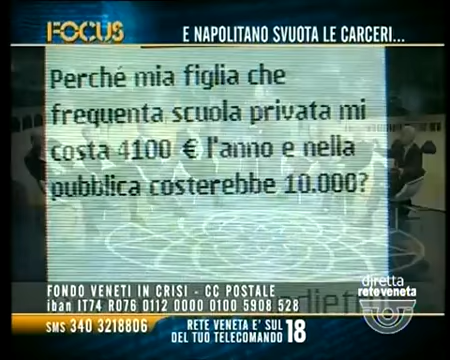 FOCUS
E NAPOLITANO SVUOTA LE CARCERI...
Perché mia figlia che
frequenta scuola privata mi
costa 4100 € l'anno e nella
pubblica costerebbe 10.000?
FONDO VENETI IN CRISI - CC POSTALE
iban IT74 R076 0112 0000 0100 5908 528
diretta
reteveneta
SMS 340 3218806
RETE VENETA E' SUL
DEL TUO TELECOMANDO 18